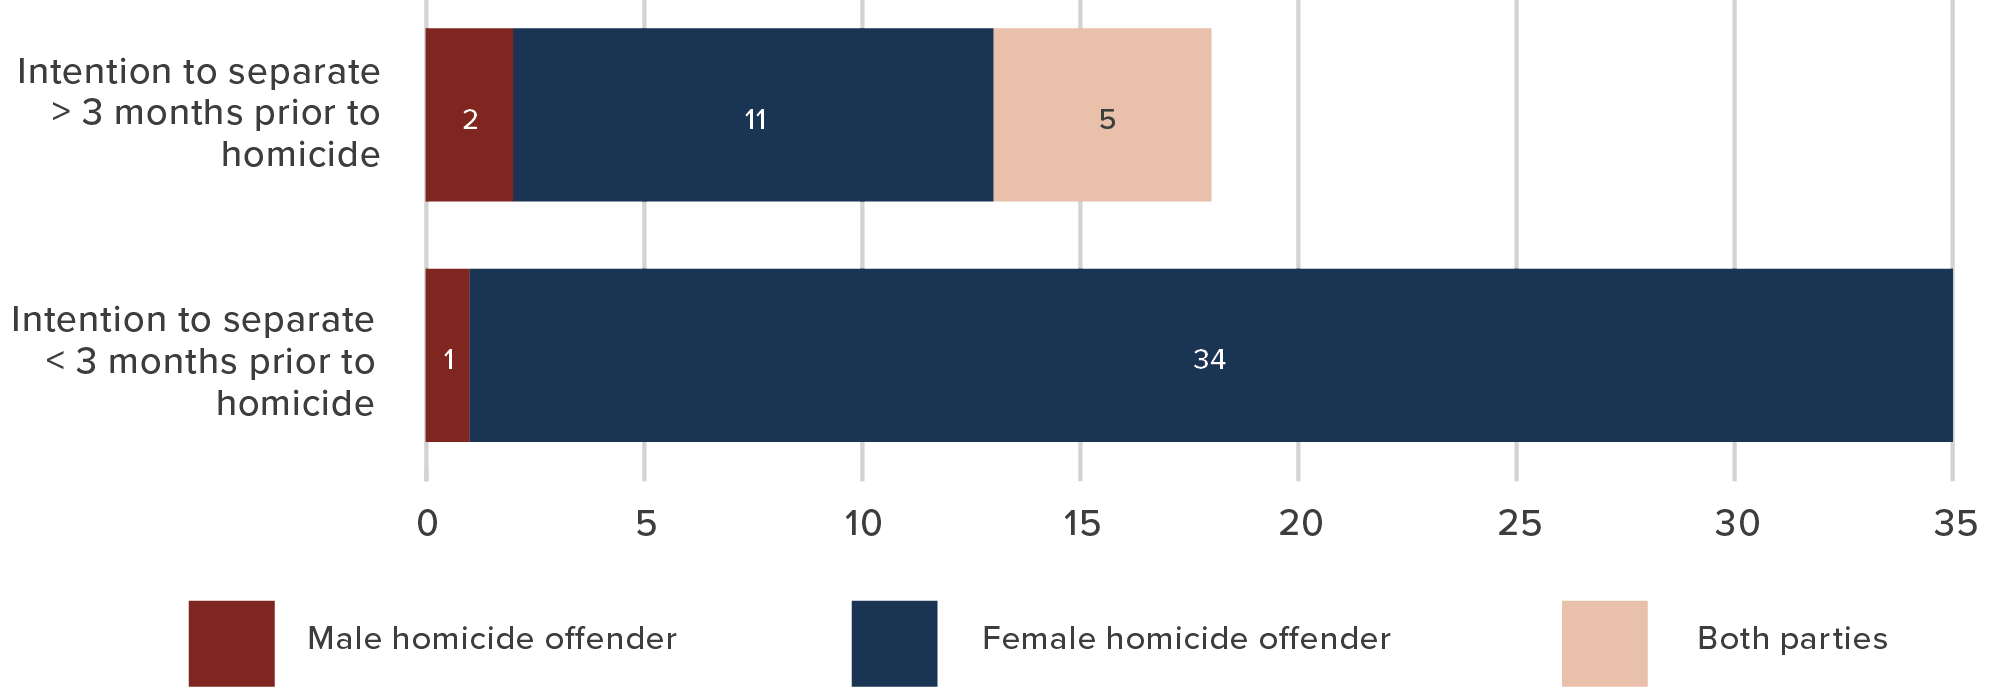 Intention to separate
> 3 months prior to
homicide
2 11 5
Intention to separate
< 3 months prior to
homicide
1 34
0 5 10 15 20 25 30 35
Male homicide offender Female homicide offender Both parties